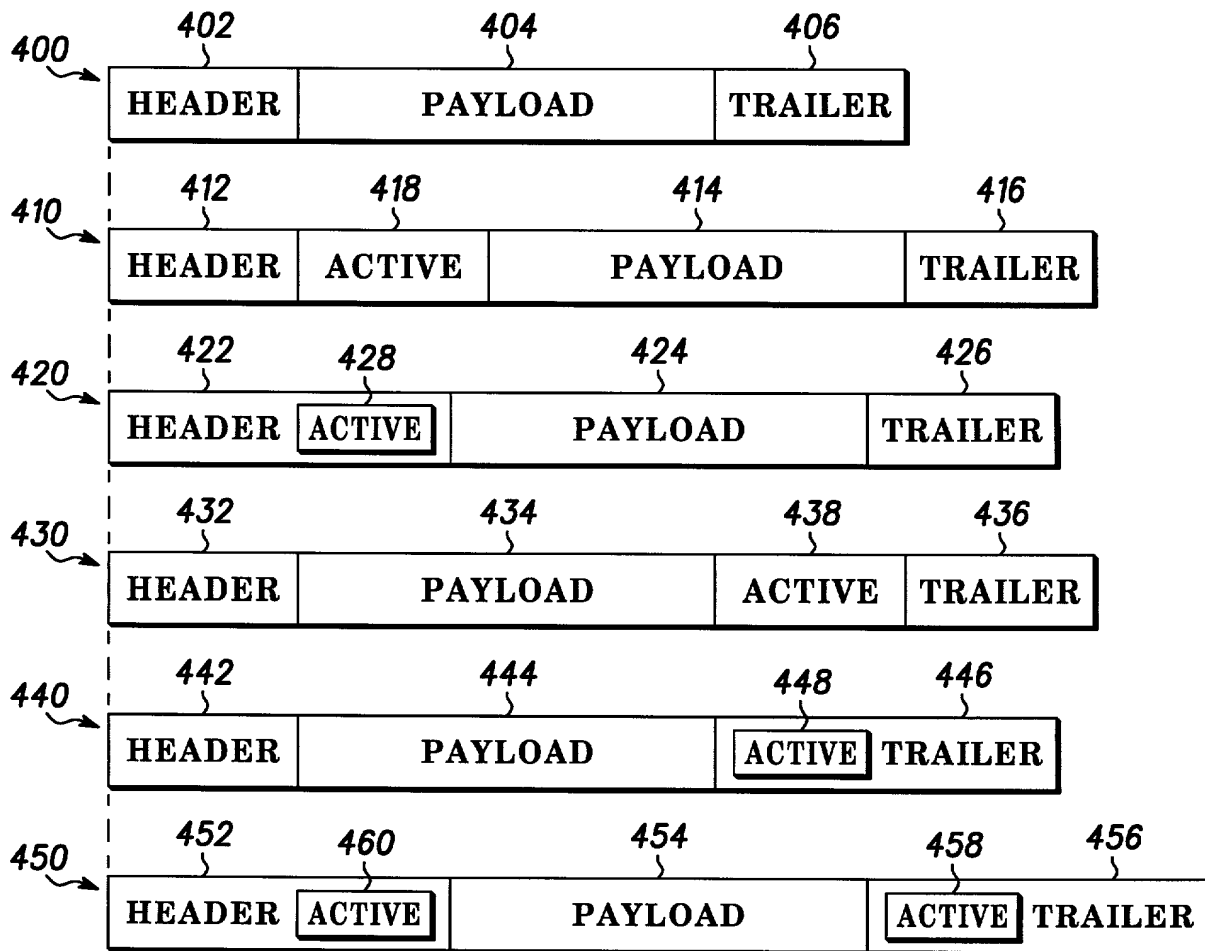 402 404 406
400
HEADER PAYLOAD TRAILER
412 418 414 416
410
HEADER ACTIVE PAYLOAD TRAILER
422 428 424 426
420
HEADER ACTIVE PAYLOAD TRAILER
432 434 438 436
430
HEADER PAYLOAD ACTIVE TRAILER
442 444 448 446
440
HEADER PAYLOAD ACTIVE TRAILER
452 460 454 458 456
450
HEADER ACTIVE PAYLOAD ACTIVE TRAILER